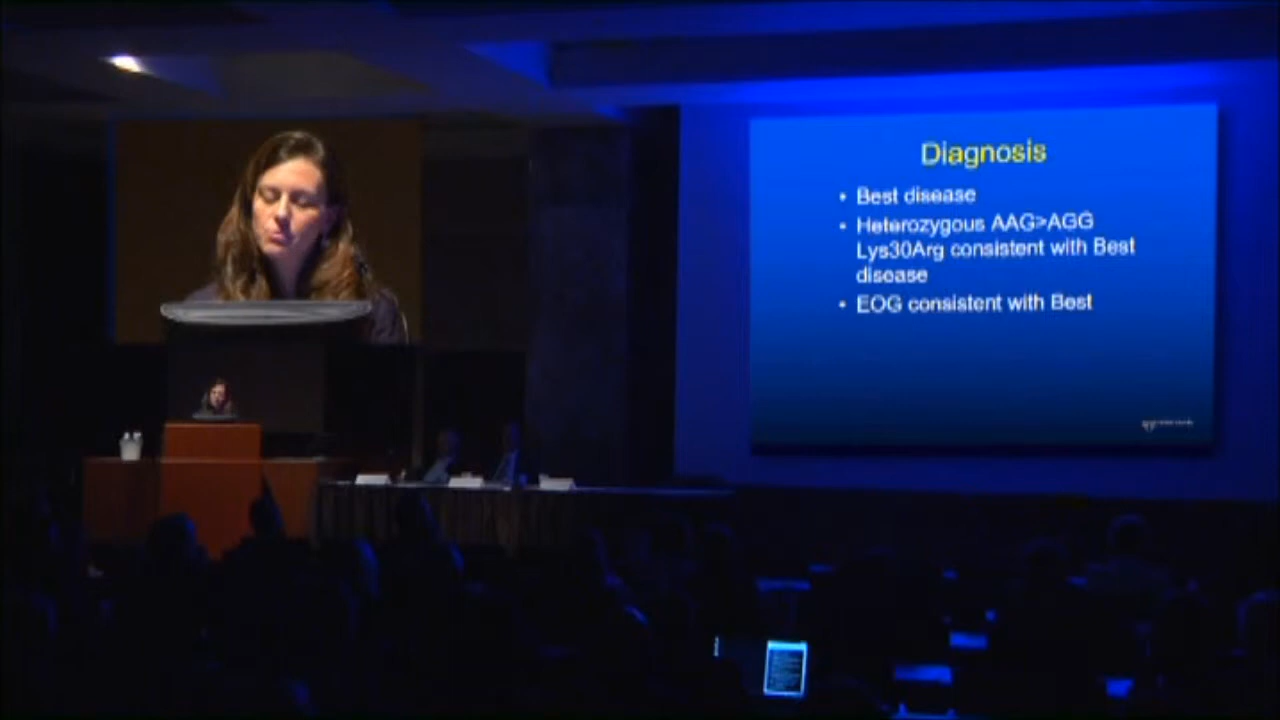 Diagnosis
• Best disease
• Heterozygous AAG>AGG
Lys30Arg consistent with Best
disease
• EOG consistent with Best